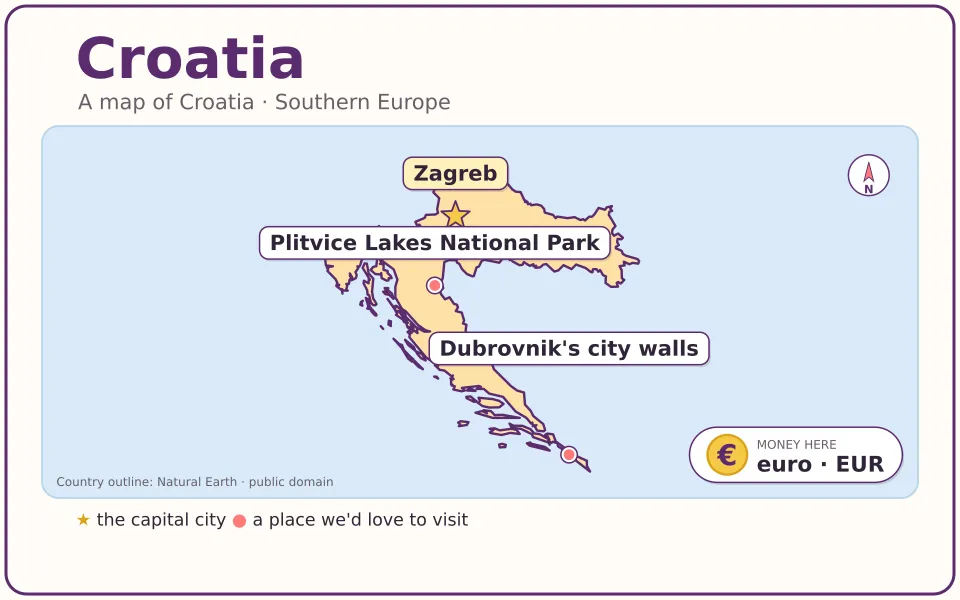 Croatia
A map of Croatia · Southern Europe
Zagreb
N
Plitvice Lakes National Park
Dubrovnik's city walls
€
MONEY HERE
euro · EUR
Country outline: Natural Earth · public domain
★ the capital city ● a place we'd love to visit